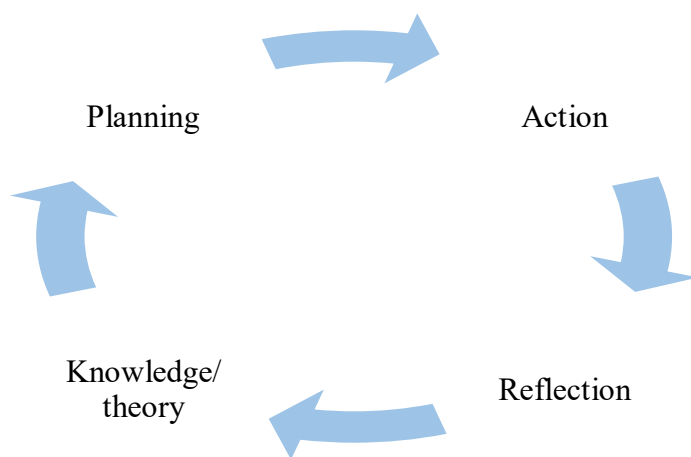 Planning
Action
Knowledge/
theory
Reflection